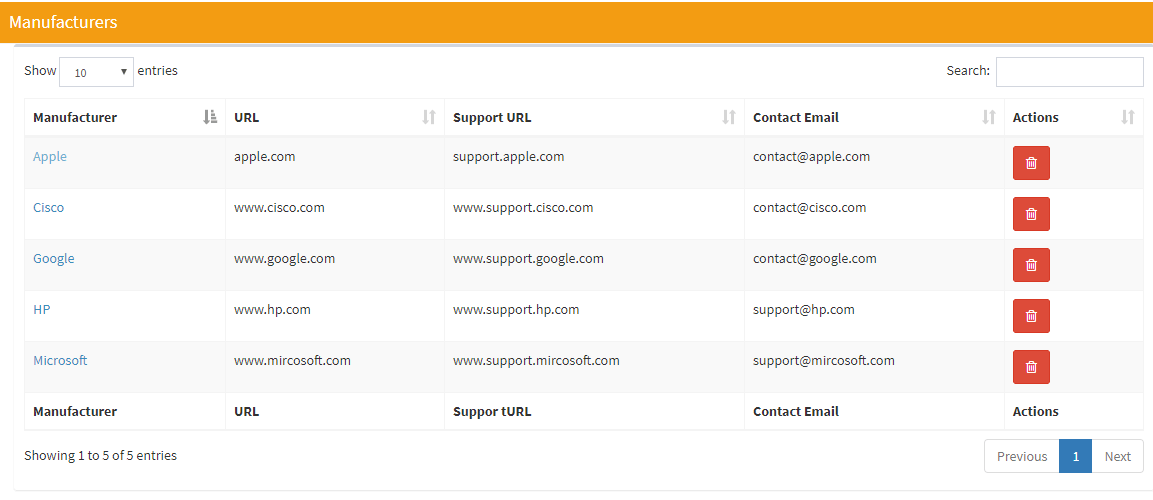 Manufacturers
Show 10 entries Search:
Manufacturer URL Support URL Contact Email Actions
Apple apple.com support.apple.com contact@apple.com
Cisco www.cisco.com www.support.cisco.com contact@cisco.com
Google www.google.com www.support.google.com contact@google.com
HP www.hp.com www.support.hp.com support@hp.com
Microsoft www.mircosoft.com www.support.mircosoft.com support@mircosoft.com
Manufacturer URL Suppor tURL Contact Email Actions
Showing 1 to 5 of 5 entries Previous 1 Next